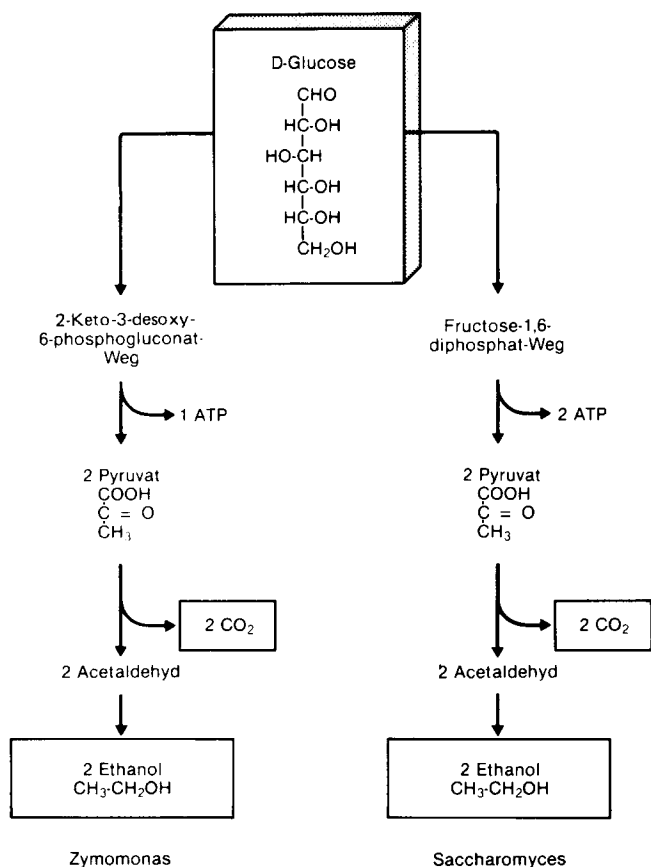 D-Glucose
CHO
HC-OH
HO-CH
HC-OH
HC-OH
CH₂OH
2-Keto-3-desoxy-
6-phosphogluconat-
Weg
1 ATP
2 Pyruvat
COOH
C = O
CH₃
2 CO₂
2 Acetaldehyd
2 Ethanol
CH₃-CH₂OH
Zymomonas
Fructose-1,6-
diphosphat-Weg
2 ATP
2 Pyruvat
COOH
C = O
CH₃
2 CO₂
2 Acetaldehyd
2 Ethanol
CH₃-CH₂OH
Saccharomyces